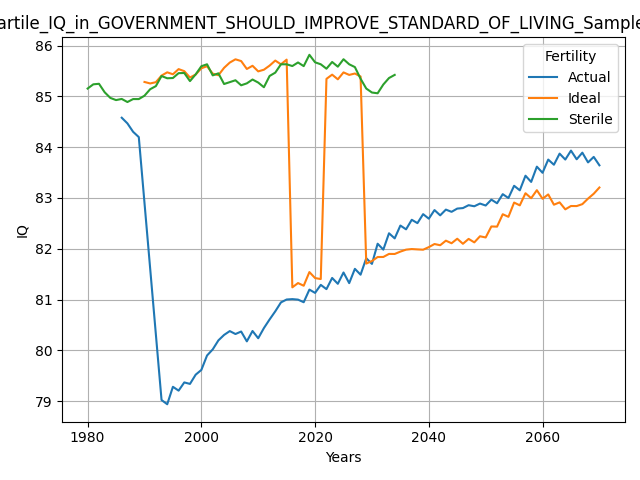 artile_IQ_in_GOVERNMENT_SHOULD_IMPROVE_STANDARD_OF_LIVING_Sample
86
85
84
83
82
81
80
79
IQ
Fertility
Actual
Ideal
Sterile
1980
2000
2020
2040
2060
Years